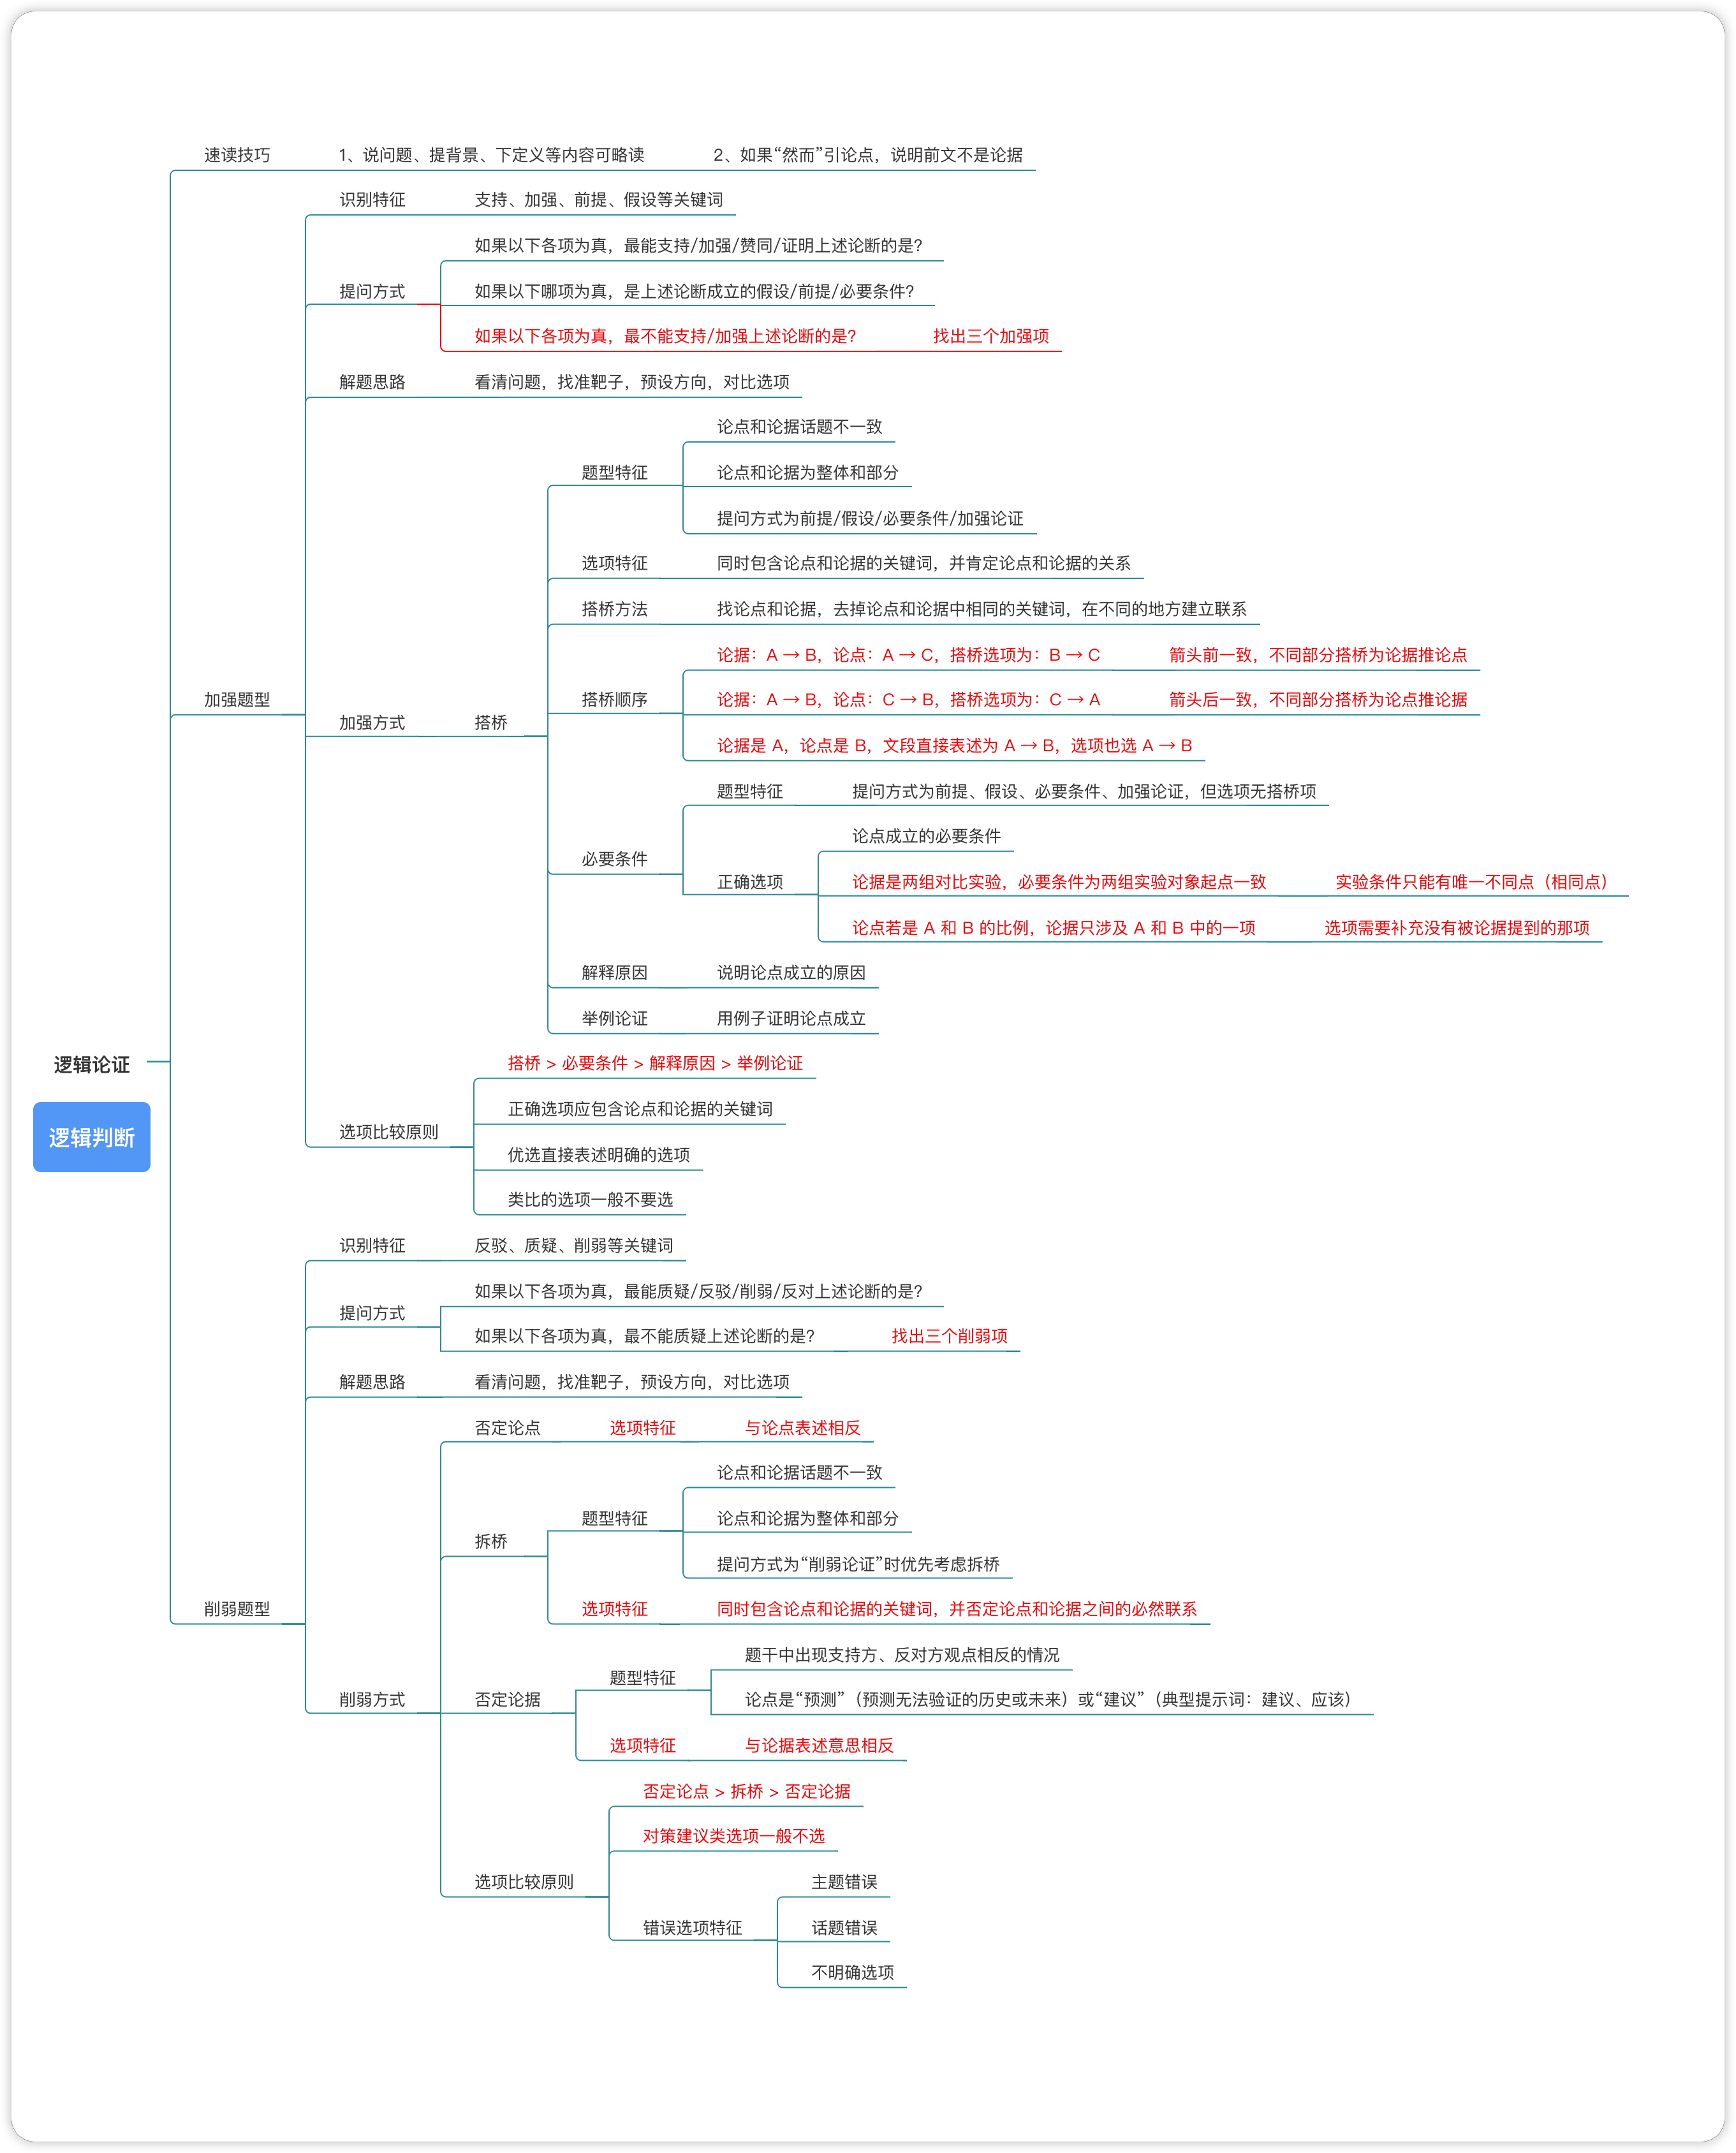 速读技巧
1、说问题、提背景、下定义等内容可略读
2、如果“然而”引论点，说明前文不是论据
识别特征
支持、加强、前提、假设等关键词
如果以下各项为真，最能支持/加强/赞同/证明上述论断的是？
提问方式
如果以下哪项为真，是上述论断成立的假设/前提/必要条件？
如果以下各项为真，最不能支持/加强上述论断的是？
找出三个加强项
解题思路
看清问题，找准靶子，预设方向，对比选项
论点和论据话题不一致
题型特征
论点和论据为整体和部分
提问方式为前提/假设/必要条件/加强论证
选项特征
同时包含论点和论据的关键词，并肯定论点和论据的关系
搭桥方法
找论点和论据，去掉论点和论据中相同的关键词，在不同的地方建立联系
论据：A → B，论点：A → C，搭桥选项为：B → C
箭头前一致，不同部分搭桥为论据推论点
加强题型
搭桥顺序
论据：A → B，论点：C → B，搭桥选项为：C → A
箭头后一致，不同部分搭桥为论点推论据
加强方式
搭桥
论据是 A，论点是 B，文段直接表述为 A → B，选项也选 A → B
题型特征
提问方式为前提、假设、必要条件、加强论证，但选项无搭桥项
论点成立的必要条件
必要条件
正确选项
论据是两组对比实验，必要条件为两组实验对象起点一致
实验条件只能有唯一不同点（相同点）
论点若是 A 和 B 的比例，论据只涉及 A 和 B 中的一项
选项需要补充没有被论据提到的那项
解释原因
说明论点成立的原因
举例论证
用例子证明论点成立
逻辑论证
搭桥 > 必要条件 > 解释原因 > 举例论证
正确选项应包含论点和论据的关键词
选项比较原则
逻辑判断
优选直接表述明确的选项
类比的选项一般不要选
识别特征
反驳、质疑、削弱等关键词
如果以下各项为真，最能质疑/反驳/削弱/反对上述论断的是？
提问方式
如果以下各项为真，最不能质疑上述论断的是？
找出三个削弱项
解题思路
看清问题，找准靶子，预设方向，对比选项
否定论点
选项特征
与论点表述相反
论点和论据话题不一致
题型特征
论点和论据为整体和部分
拆桥
提问方式为“削弱论证”时优先考虑拆桥
削弱题型
选项特征
同时包含论点和论据的关键词，并否定论点和论据之间的必然联系
题干中出现支持方、反对方观点相反的情况
题型特征
削弱方式
否定论据
论点是“预测”（预测无法验证的历史或未来）或“建议”（典型提示词：建议、应该）
选项特征
与论据表述意思相反
否定论点 > 拆桥 > 否定论据
对策建议类选项一般不选
选项比较原则
主题错误
错误选项特征
话题错误
不明确选项